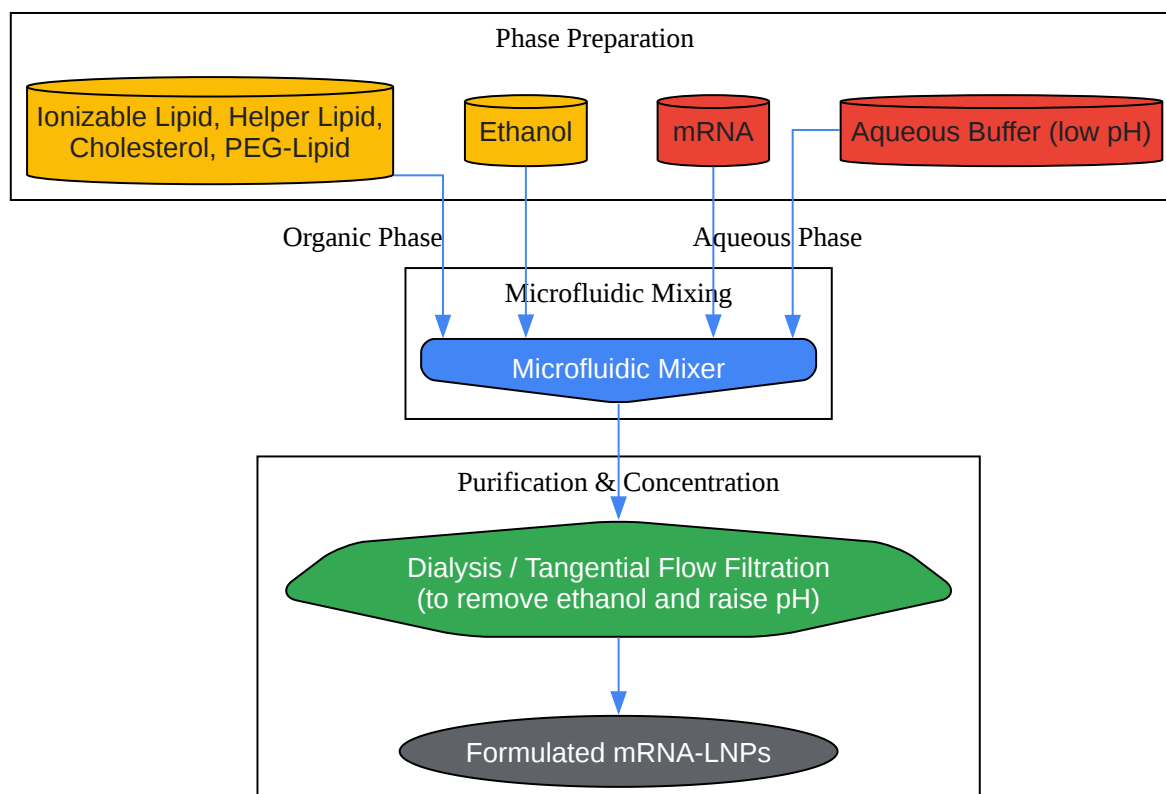 Phase Preparation
Ionizable Lipid, Helper Lipid,
Cholesterol, PEG-Lipid
Ethanol
mRNA
Aqueous Buffer (low pH)
Organic Phase
Aqueous Phase
Microfluidic Mixing
Microfluidic Mixer
Purification & Concentration
Dialysis / Tangential Flow Filtration
(to remove ethanol and raise pH)
Formulated mRNA-LNPs